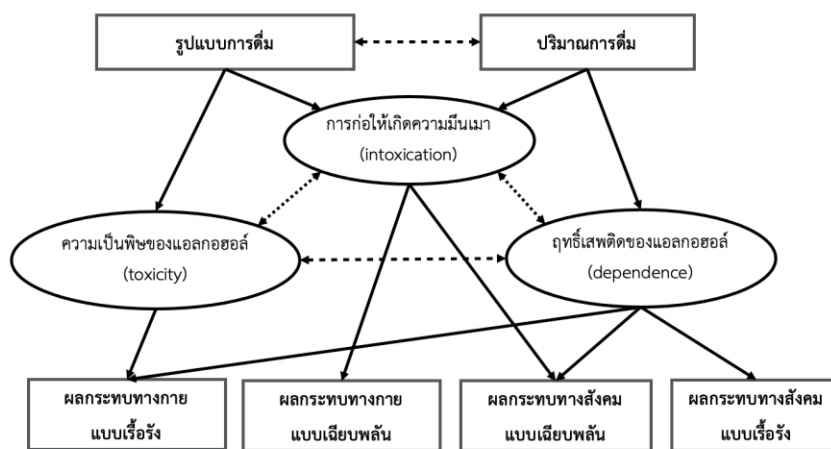 รูปแบบการดื่ม
ปริมาณการดื่ม
การก่อให้เกิดความมึนเมา
(intoxication)
ความเป็นพิษของแอลกอฮอล์
(toxicity)
ฤทธิ์เสพติดของแอลกอฮอล์
(dependence)
ผลกระทบทางกาย
แบบเรื้อรัง
ผลกระทบทางกาย
แบบเฉียบพลัน
ผลกระทบทางสังคม
แบบเฉียบพลัน
ผลกระทบทางสังคม
แบบเรื้อรัง